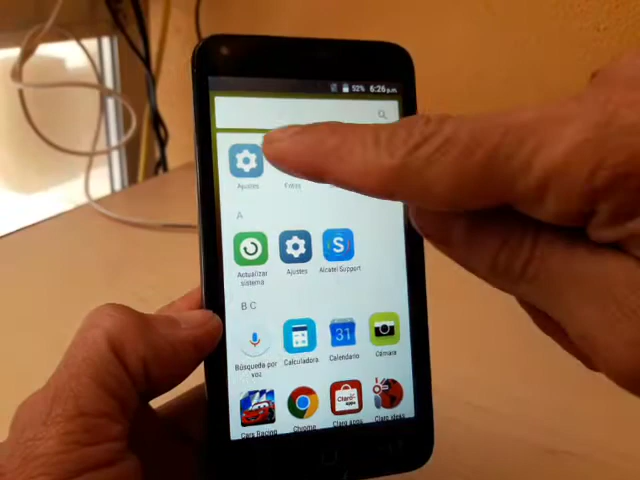 52% 6:26 p.m.
Ajustes Fotos
A
Actualizar sistema
Ajustes
Alcatel Support
B C
Búsqueda por voz
Calculadora
Calendario
31
Cámara
Cars Racing
Chrome
Claro apps
Claro ideas